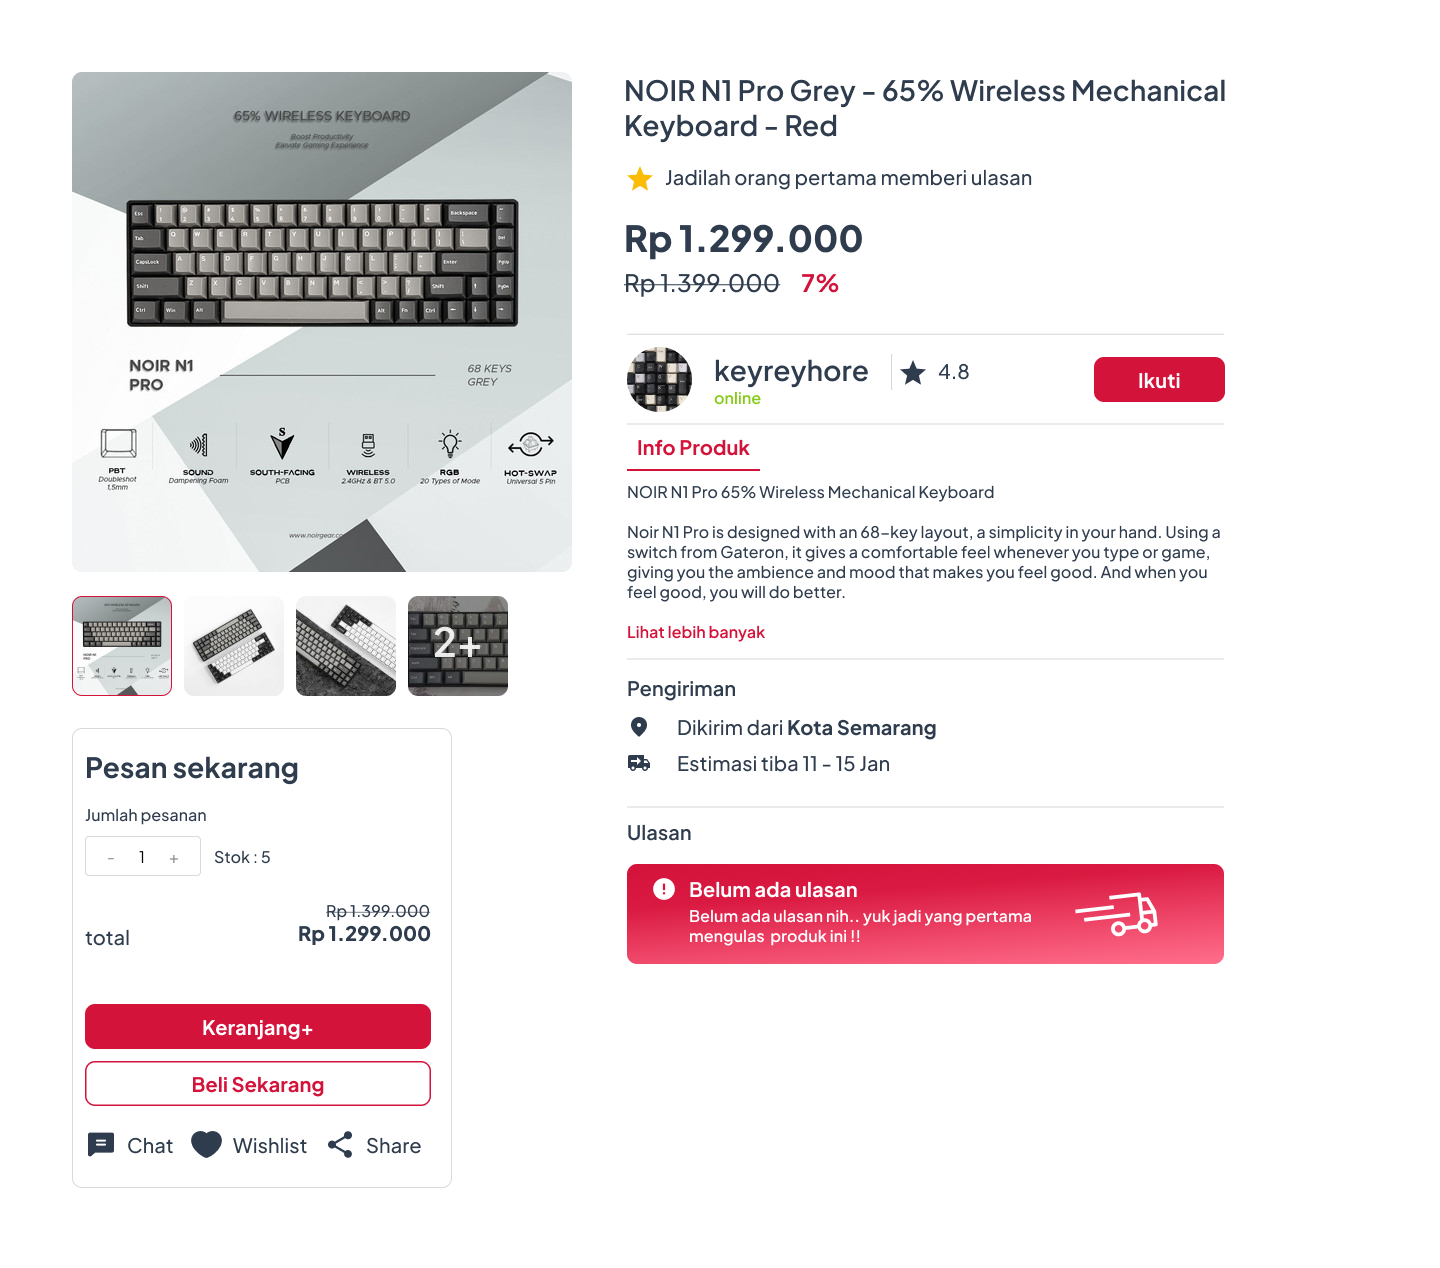 65% WIRELESS KEYBOARD
Boost Productivity
Elevate Gaming Experience
NOIR N1
PRO
68 KEYS
GREY
PBT
Doubleshot
1.5mm
SOUND
Dampening Foam
S
SOUTH-FACING
PCB
WIRELESS
2.4GHz & BT 5.0
RGB
20 Types of Mode
HOT-SWAP
Universal 5 Pin
www.noirgear.co
2+
Pesan sekarang
Jumlah pesanan
- 1 + Stok : 5
Rp 1.399.000
total Rp 1.299.000
Keranjang+
Beli Sekarang
Chat Wishlist Share
NOIR N1 Pro Grey - 65% Wireless Mechanical
Keyboard - Red
Jadilah orang pertama memberi ulasan
Rp 1.299.000
Rp 1.399.000 7%
keyreyhore 4.8
online
Ikuti
Info Produk
NOIR N1 Pro 65% Wireless Mechanical Keyboard
Noir N1 Pro is designed with an 68-key layout, a simplicity in your hand. Using a
switch from Gateron, it gives a comfortable feel whenever you type or game,
giving you the ambience and mood that makes you feel good. And when you
feel good, you will do better.
Lihat lebih banyak
Pengiriman
Dikirim dari Kota Semarang
Estimasi tiba 11 - 15 Jan
Ulasan
Belum ada ulasan
Belum ada ulasan nih.. yuk jadi yang pertama
mengulas produk ini !!